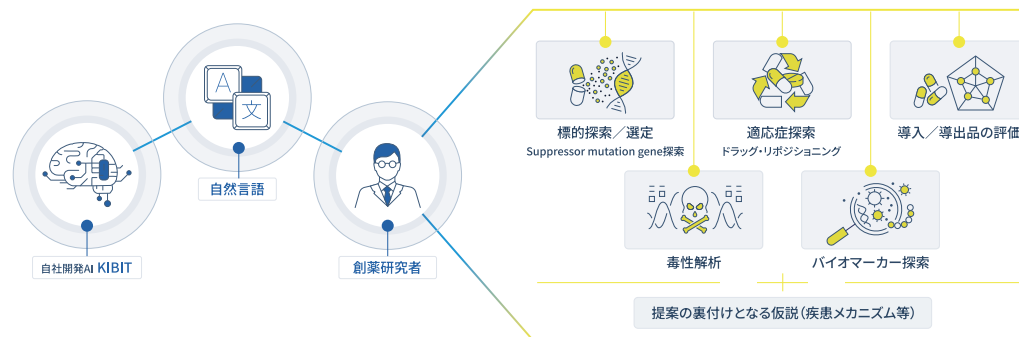 A
文
自然言語
自社開発AI KIBIT
創薬研究者
標的探索／選定
Suppressor mutation gene探索
適応症探索
ドラッグ・リポジショニング
導入／導出品の評価
毒性解析
バイオマーカー探索
提案の裏付けとなる仮説（疾患メカニズム等）